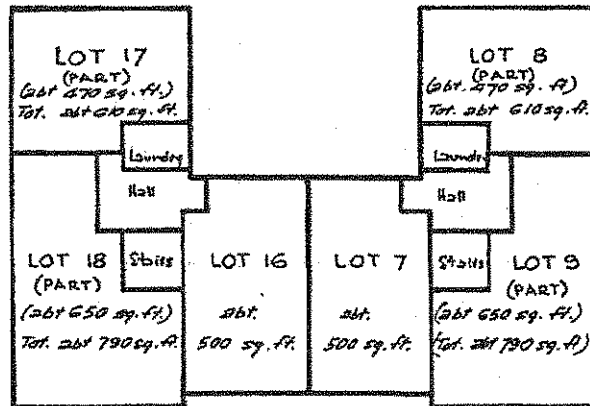 LOT 17
(PART)
(abt 470 sq. ft.)
Tot. abt 610 sq. ft.
Laundry
Hall
LOT 18
(PART)
(abt 650 sq. ft.)
Tot. abt 790 sq. ft.
Stairs
LOT 16
abt.
500 sq. ft.
LOT 7
abt.
500 sq. ft.
LOT 8
(PART)
(abt. 470 sq. ft)
Tot. abt 610 sq. ft.
Laundry
Hall
Stairs
LOT 9
(PART)
(abt 650 sq. ft.)
(Tot. abt 790 sq. ft)